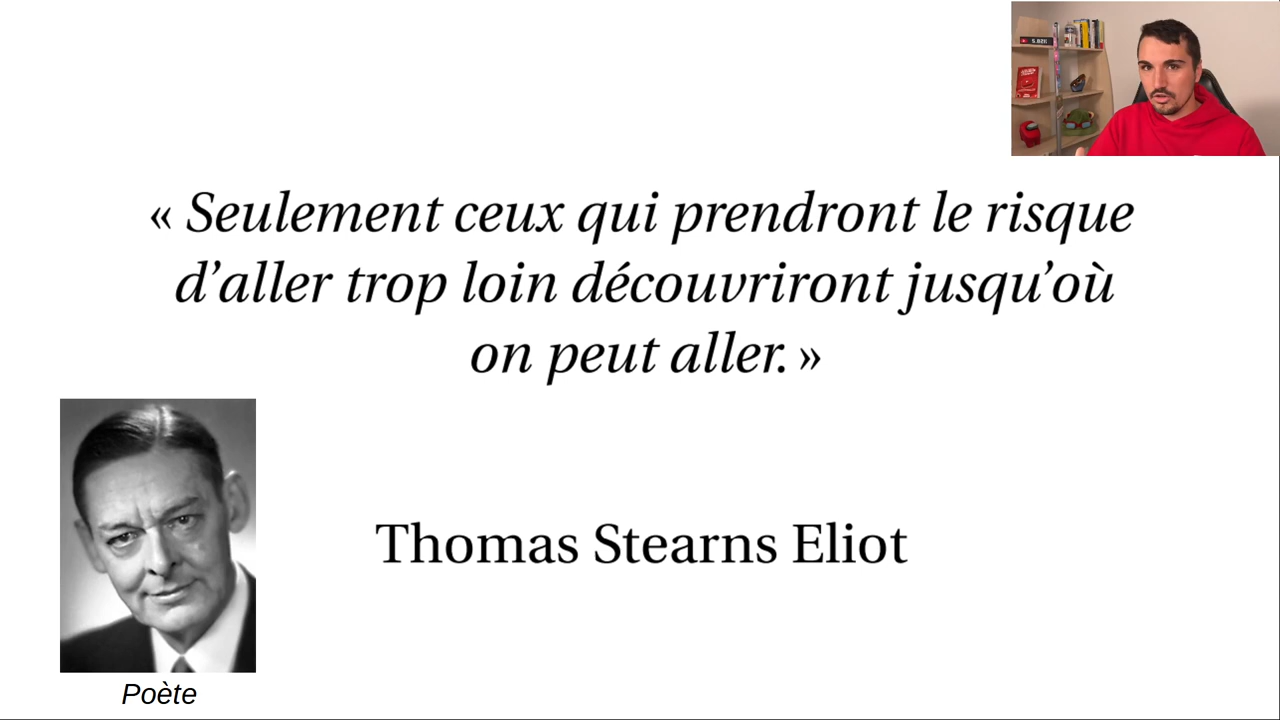 « Seulement ceux qui prendront le risque
d’aller trop loin découvriront jusqu’où
on peut aller. »
Thomas Stearns Eliot
Poète